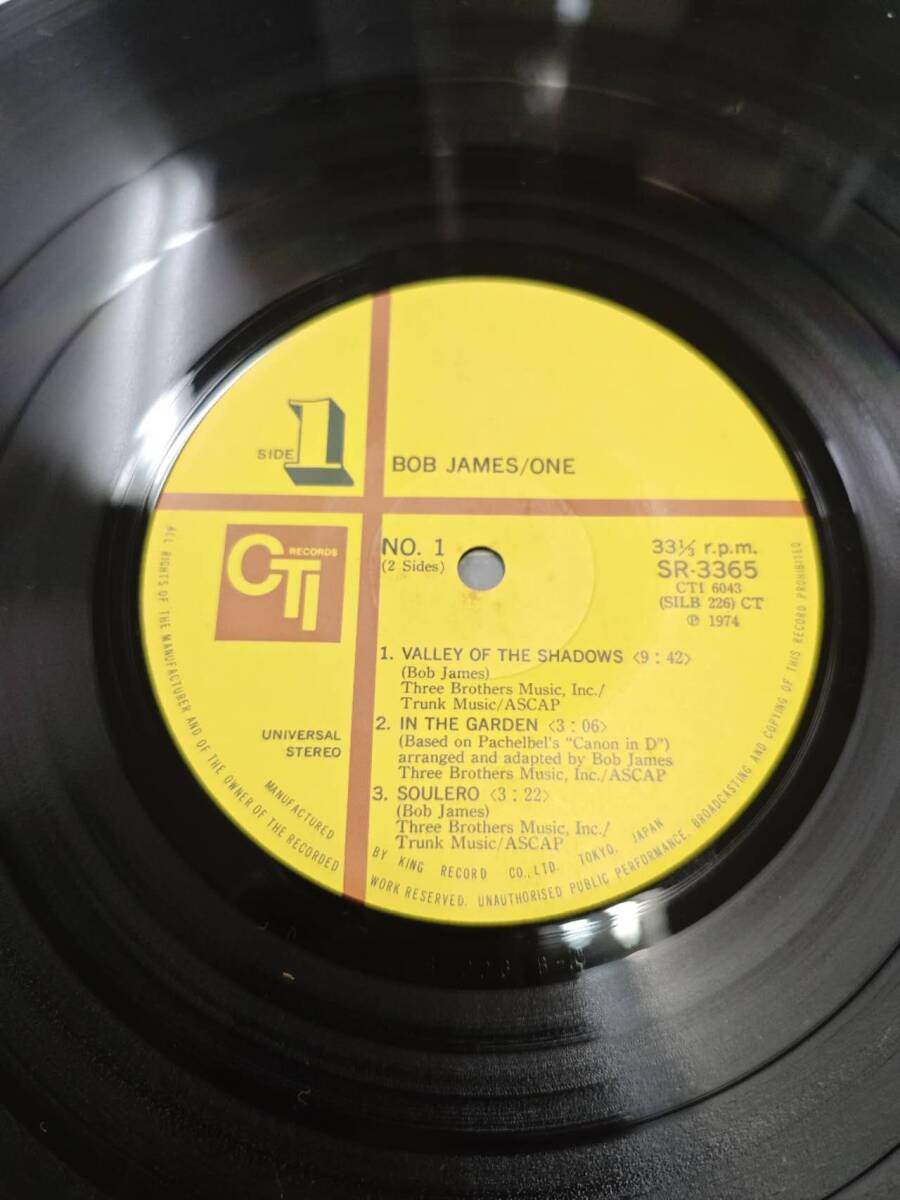 SIDE 1
BOB JAMES/ONE
CTI RECORDS
NO. 1
(2 Sides)
33⅓ r.p.m.
SR-3365
CTI 6043
(SILB 226) CT
℗ 1974
1. VALLEY OF THE SHADOWS <9:42>
(Bob James)
Three Brothers Music, Inc./
Trunk Music/ASCAP
2. IN THE GARDEN <3:06>
(Based on Pachelbel's "Canon in D")
arranged and adapted by Bob James
Three Brothers Music, Inc./ASCAP
3. SOULERO <3:22>
(Bob James)
Three Brothers Music, Inc./
Trunk Music/ASCAP
UNIVERSAL
STEREO
MANUFACTURED BY KING RECORD CO., LTD. TOKYO, JAPAN
ALL RIGHTS OF THE MANUFACTURER AND OF THE OWNER OF THE RECORDED WORK RESERVED. UNAUTHORISED PUBLIC PERFORMANCE, BROADCASTING AND COPYING OF THIS RECORD PROHIBITED